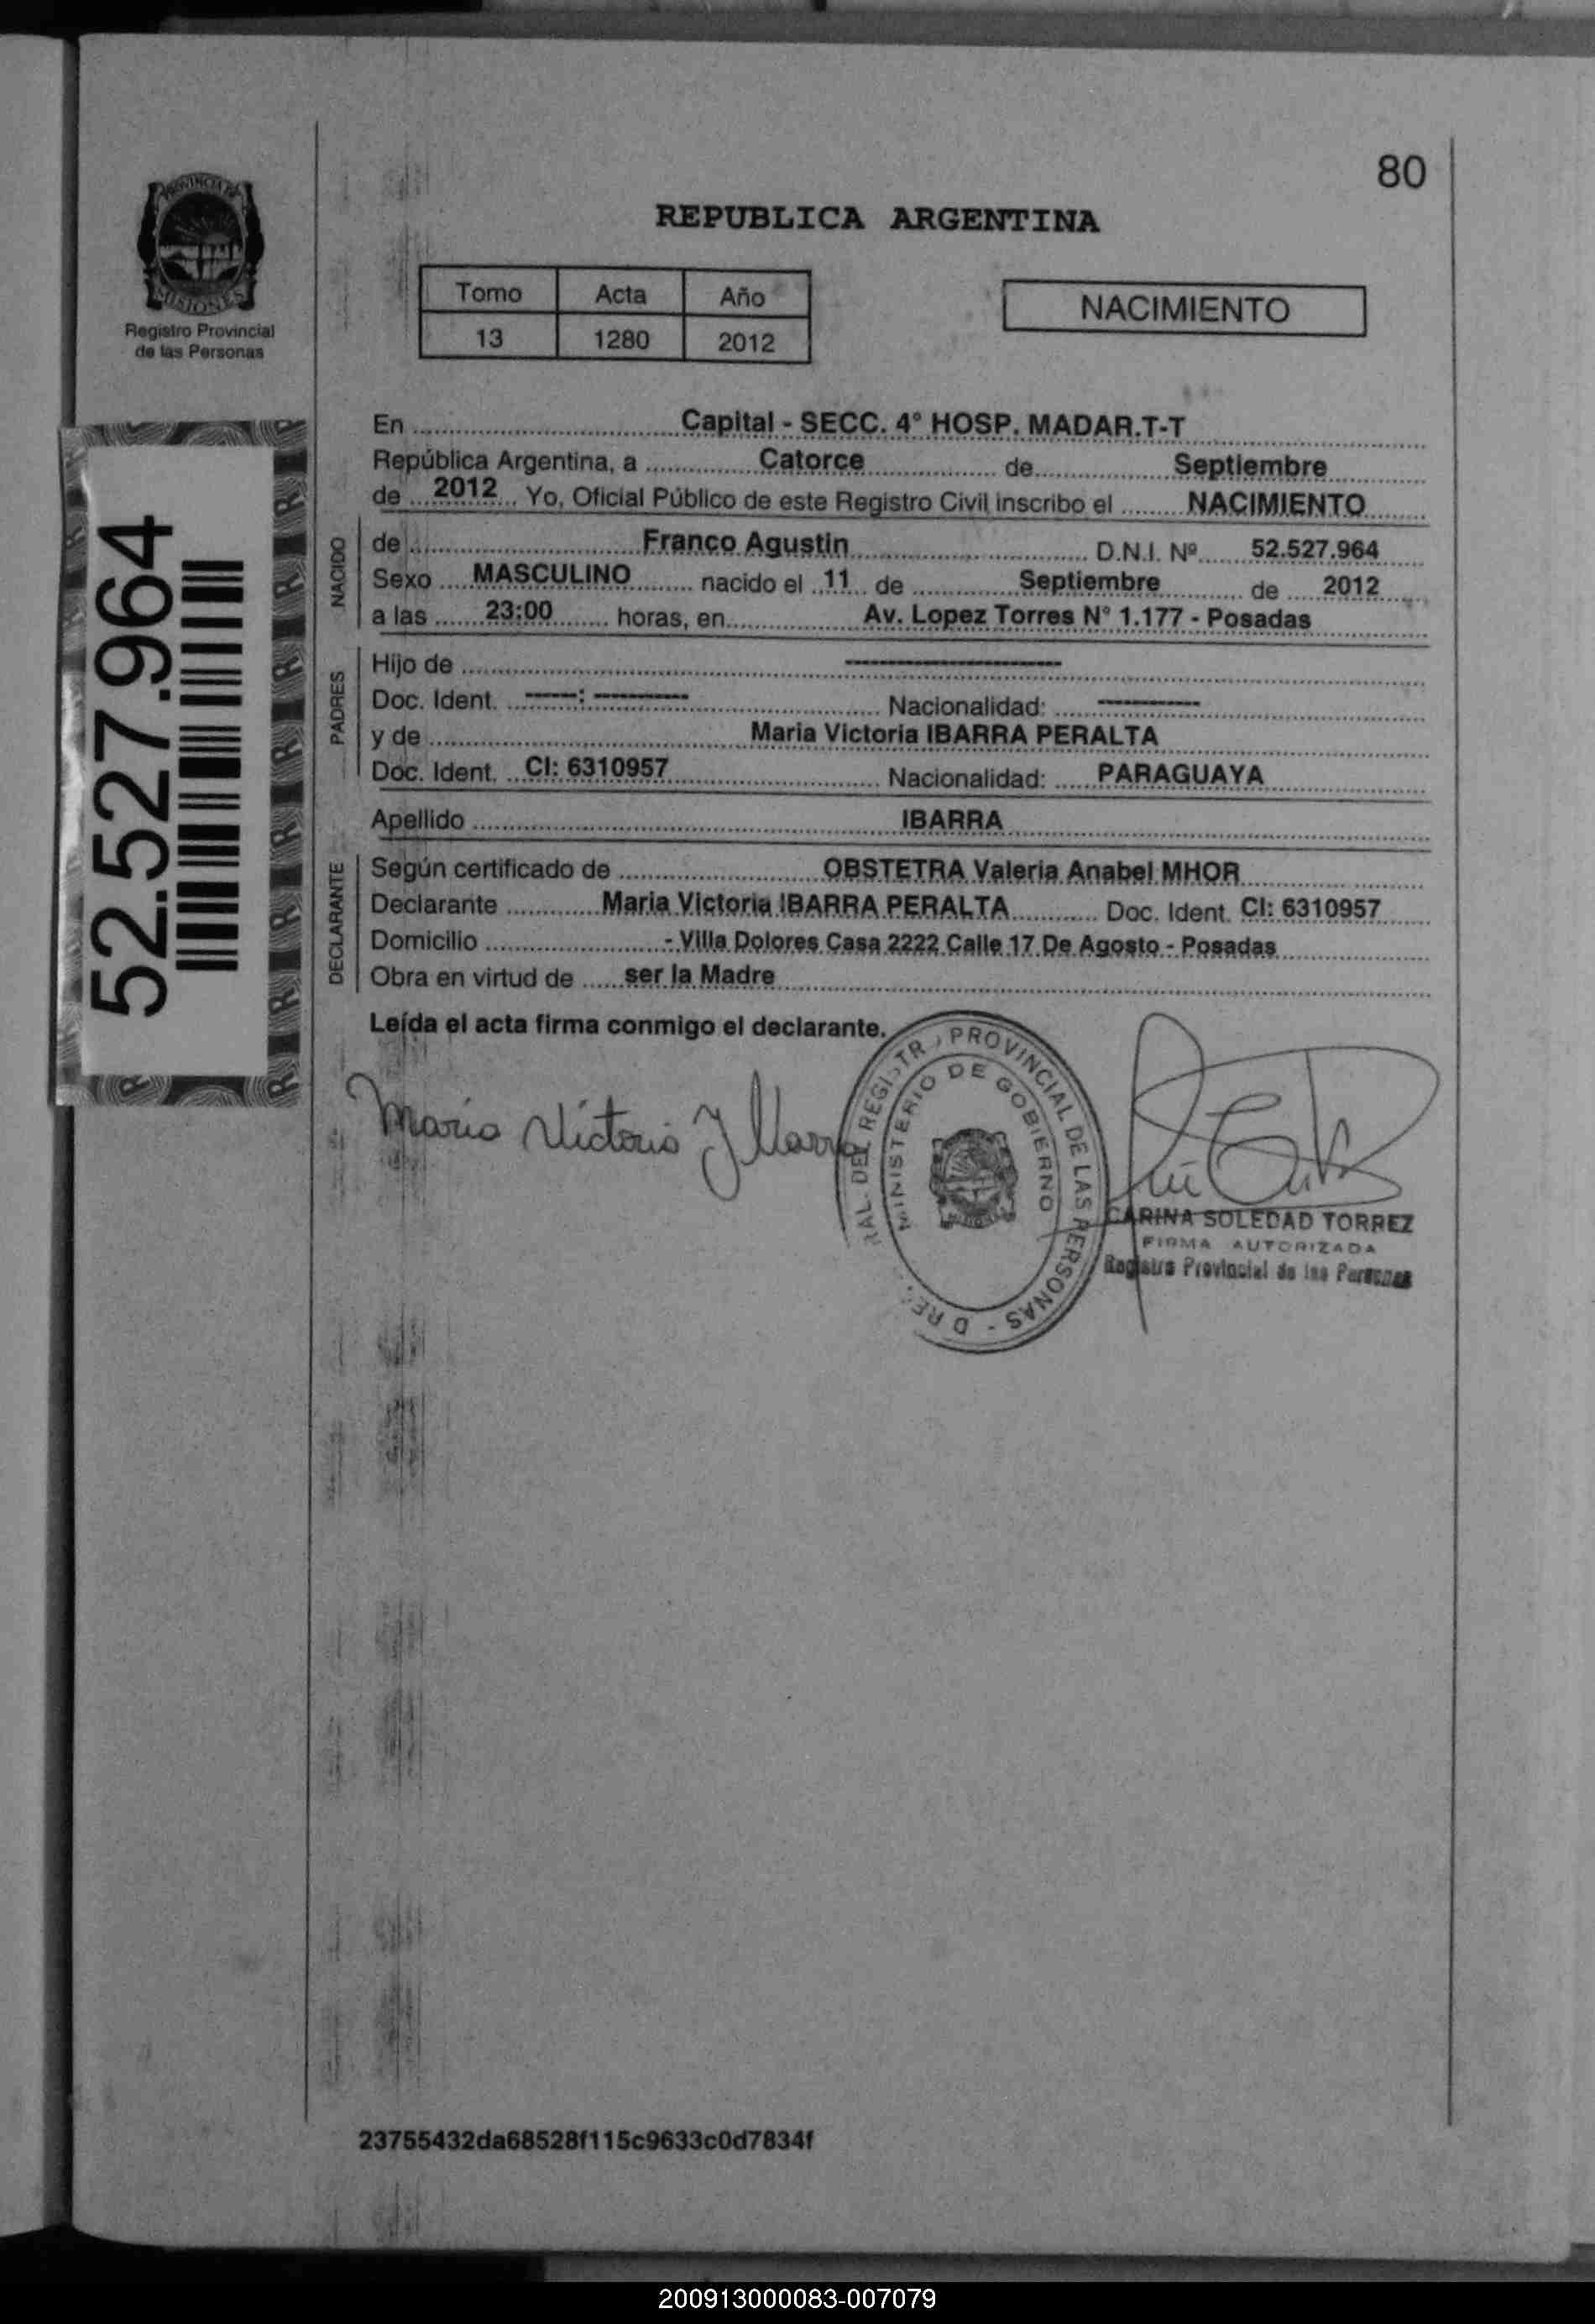 80
REPUBLICA ARGENTINA
PROVINCIA DE
MISIONES
Registro Provincial
de las Personas
Tomo Acta Año
13 1280 2012
NACIMIENTO
52.527.964
En Capital - SECC. 4° HOSP. MADAR.T-T
República Argentina, a Catorce de Septiembre
de 2012 Yo, Oficial Público de este Registro Civil inscribo el NACIMIENTO
NACIDO
de Franco Agustin D.N.I. Nº 52.527.964
Sexo MASCULINO nacido el 11 de Septiembre de 2012
a las 23:00 horas, en Av. Lopez Torres N° 1.177 - Posadas
PADRES
Hijo de ----------
Doc. Ident. ----: -------- Nacionalidad: --------
y de Maria Victoria IBARRA PERALTA
Doc. Ident. CI: 6310957 Nacionalidad: PARAGUAYA
Apellido IBARRA
DECLARANTE
Según certificado de OBSTETRA Valeria Anabel MHOR
Declarante Maria Victoria IBARRA PERALTA Doc. Ident. CI: 6310957
Domicilio - Villa Dolores Casa 2222 Calle 17 De Agosto - Posadas
Obra en virtud de ser la Madre
Leída el acta firma conmigo el declarante.
Maria Victoria
PROVINCIAL DE LAS PERSONAS
MINISTERIO DE GOBIERNO
CARINA SOLEDAD TORREZ
FIRMA AUTORIZADA
Registro Provincial de las Personas
23755432da68528f115c9633c0d7834f
200913000083-007079